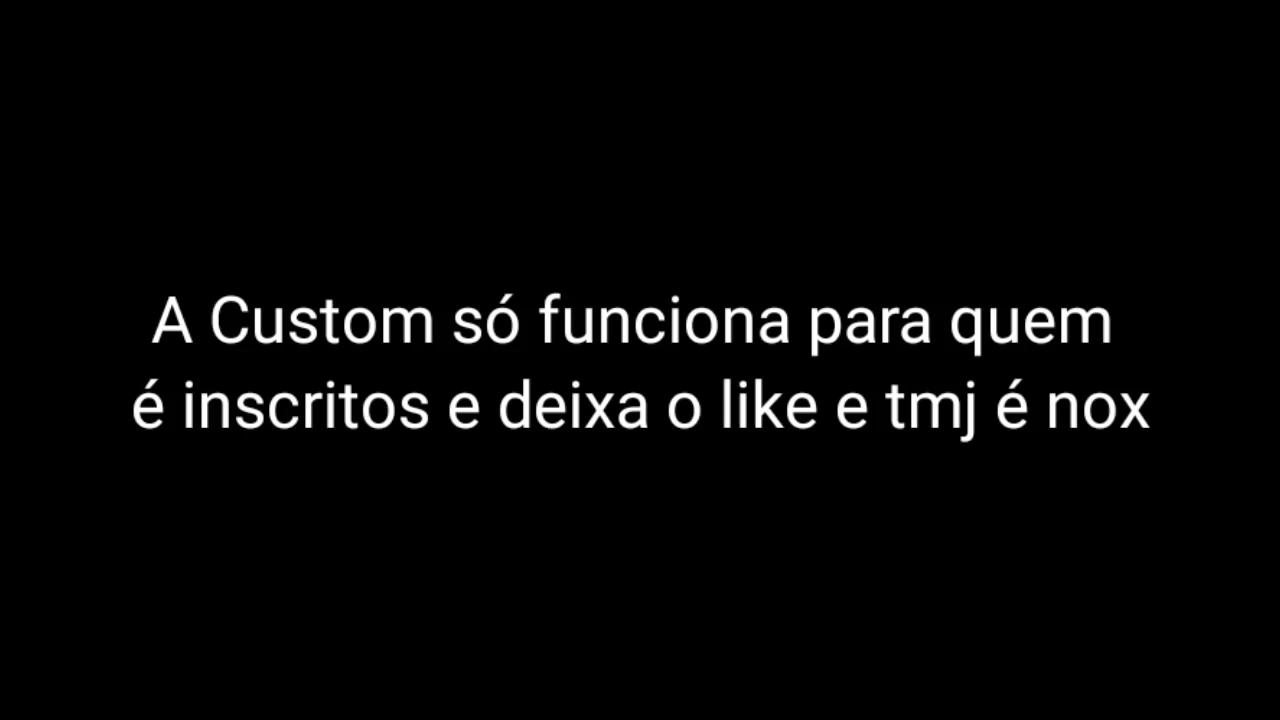 A Custom só funciona para quem
é inscritos e deixa o like e tmj é nox